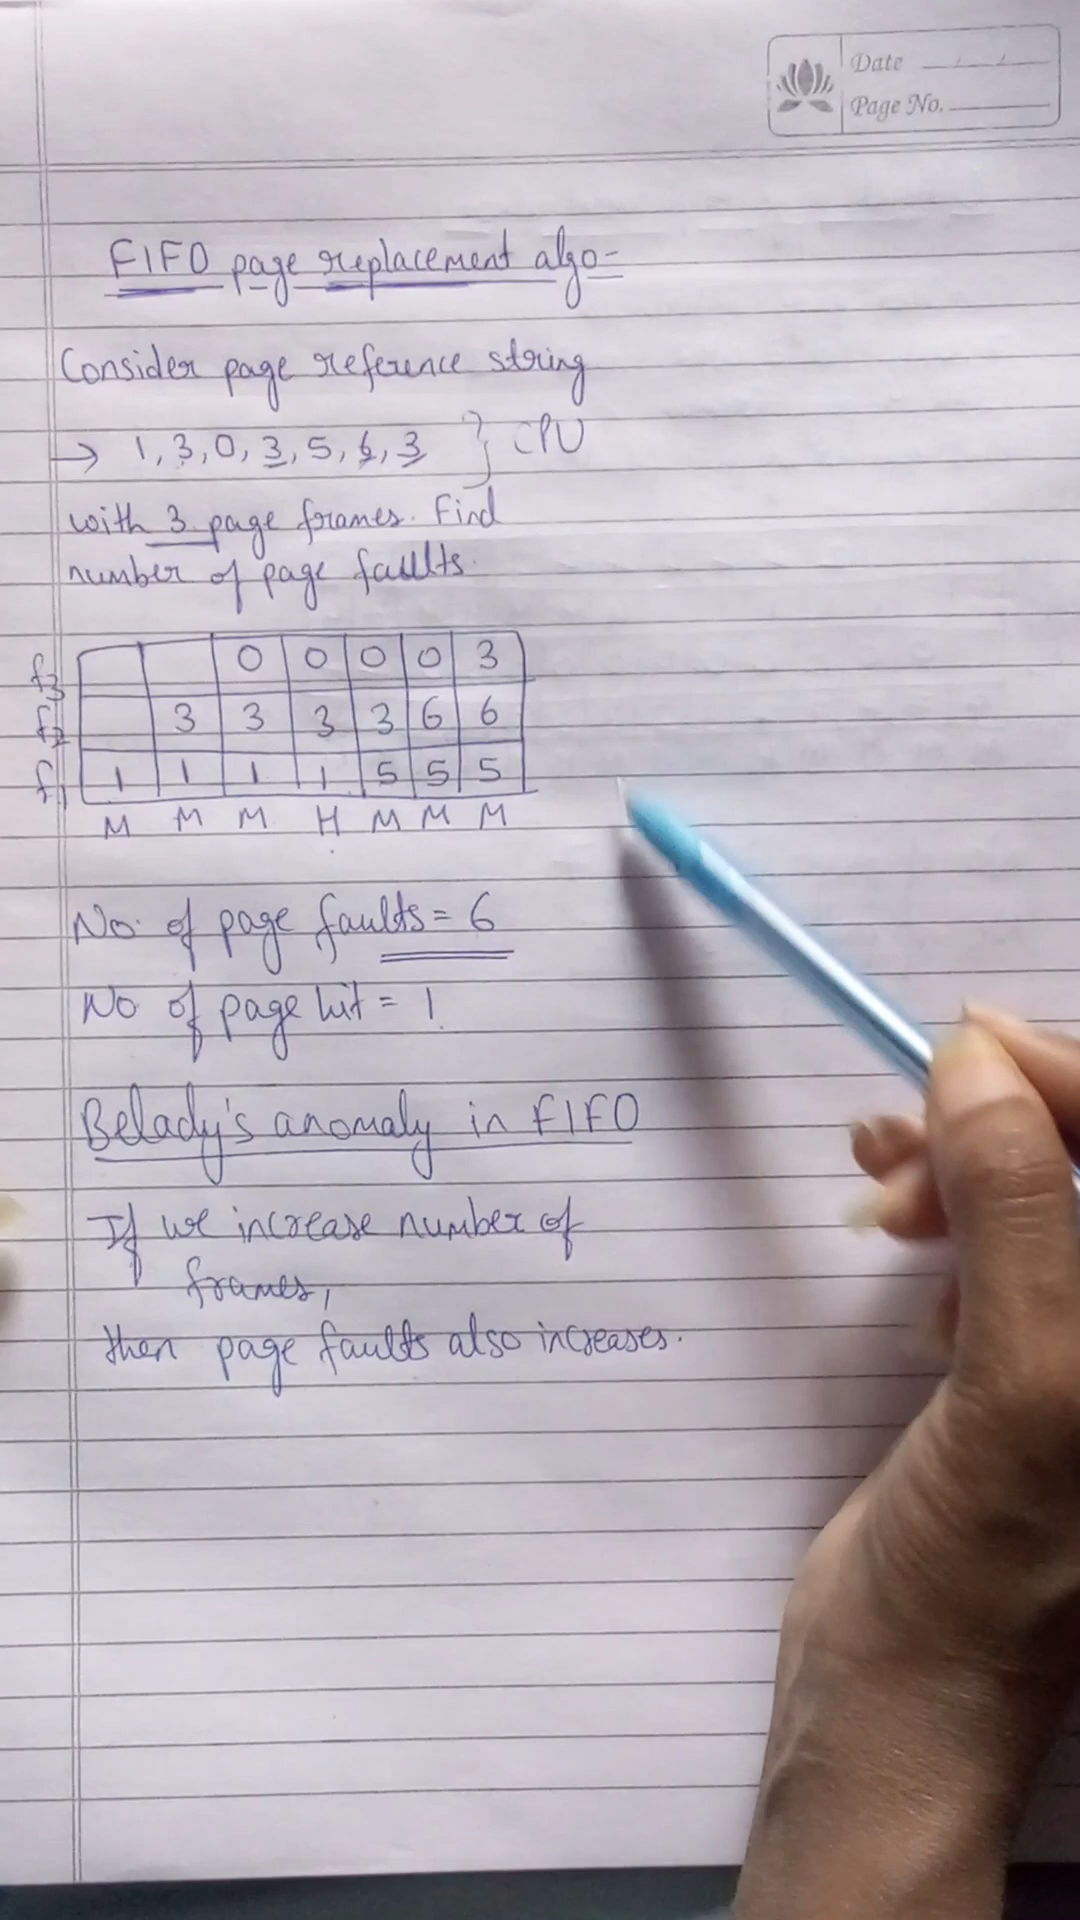 Date
Page No.
FIFO page replacement algo-
Consider page reference string
→ 1, 3, 0, 3, 5, 6, 3 } CPU
with 3 page frames. Find
number of page faults.
f3 0 0 0 0 3
f2 3 3 3 3 6 6
f1 1 1 1 1 5 5 5
M M M H M M M
No. of page faults = 6
No of page hit = 1
Belady's anomaly in FIFO
If we increase number of
frames,
then page faults also increases.